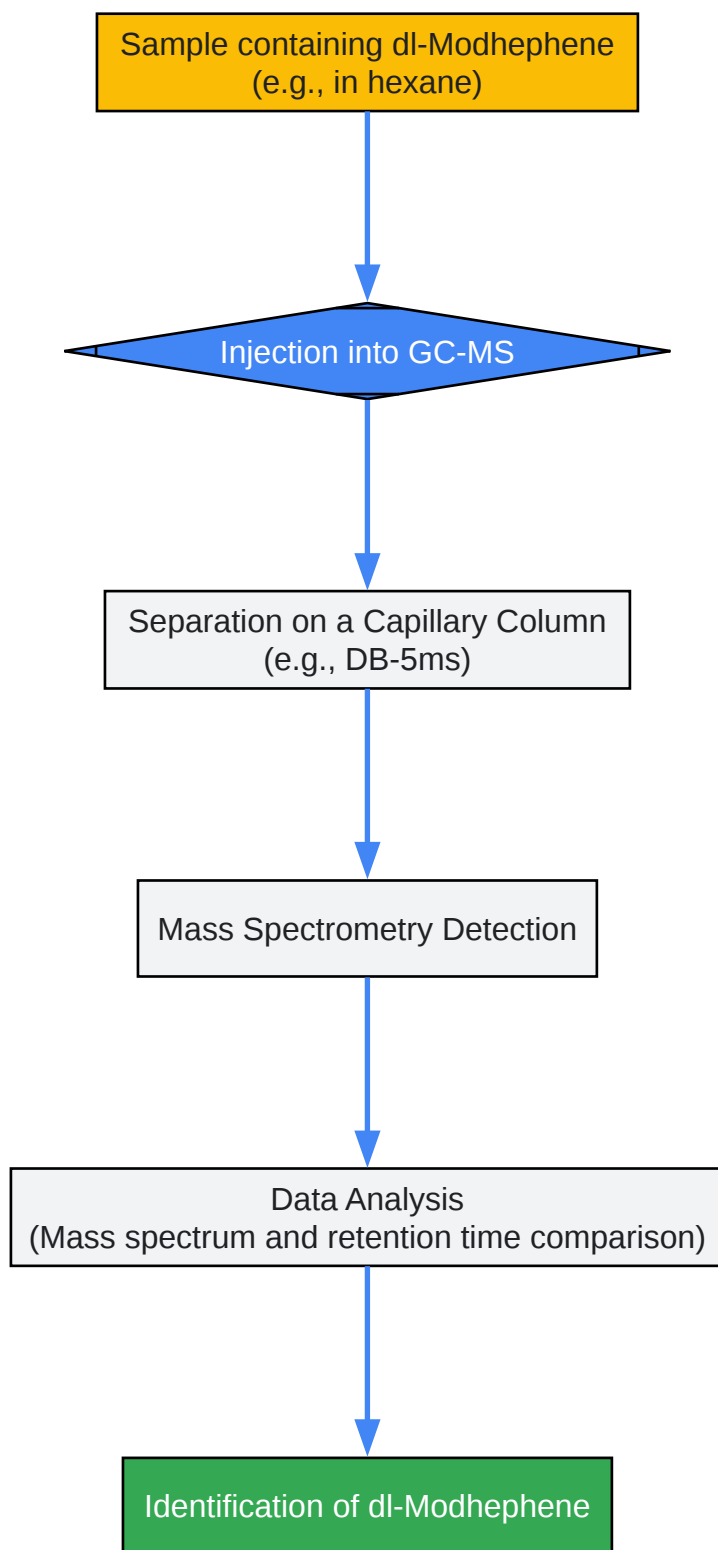 Sample containing dl-Modhephene
(e.g., in hexane)
Injection into GC-MS
Separation on a Capillary Column
(e.g., DB-5ms)
Mass Spectrometry Detection
Data Analysis
(Mass spectrum and retention time comparison)
Identification of dl-Modhephene